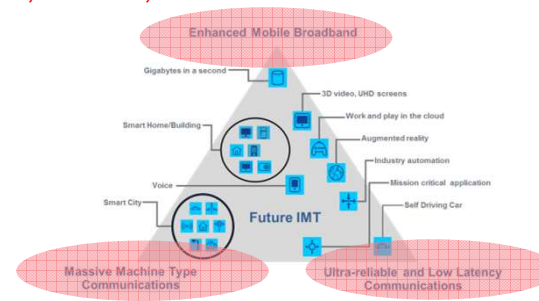 Enhanced Mobile Broadband
Gigabytes in a second
3D video, UHD screens
Work and play in the cloud
Smart Home/Building
Augmented reality
Industry automation
Voice
Mission critical application
Smart City
Self Driving Car
Future IMT
Massive Machine Type
Communications
Ultra-reliable and Low Latency
Communications